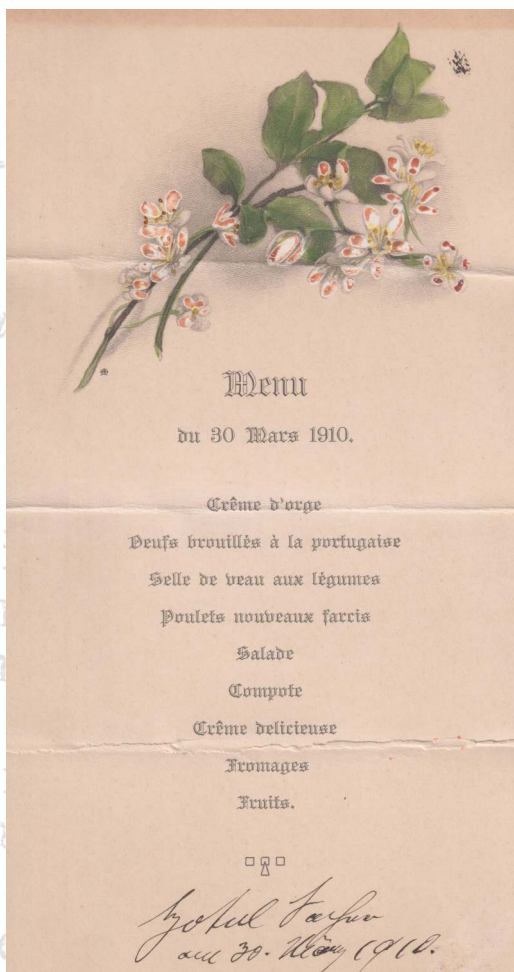 Menu
du 30 Mars 1910.
Crême d'orge
Oeufs brouillés à la portugaise
Selle de veau aux légumes
Poulets nouveaux farcis
Salade
Compote
Crême delicieuse
Fromages
Fruits.
Hotel
am 30. März 1910.